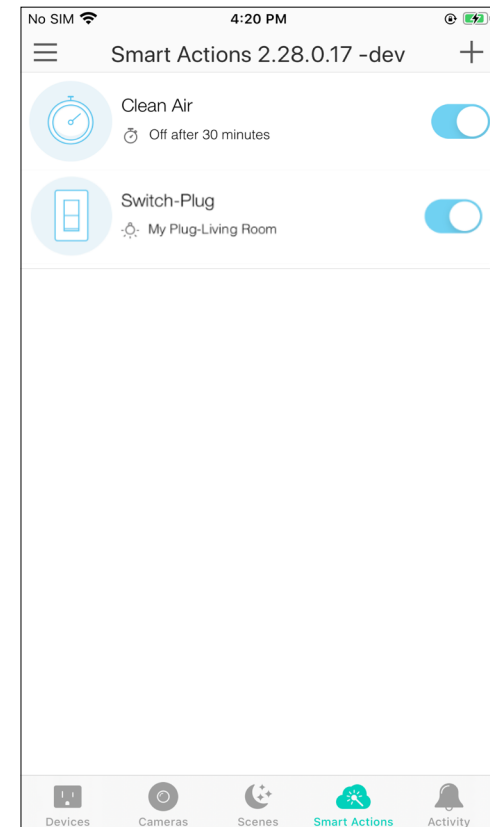 No SIM 4:20 PM
Smart Actions 2.28.0.17 -dev
Clean Air
Off after 30 minutes
Switch-Plug
My Plug-Living Room
Devices Cameras Scenes Smart Actions Activity